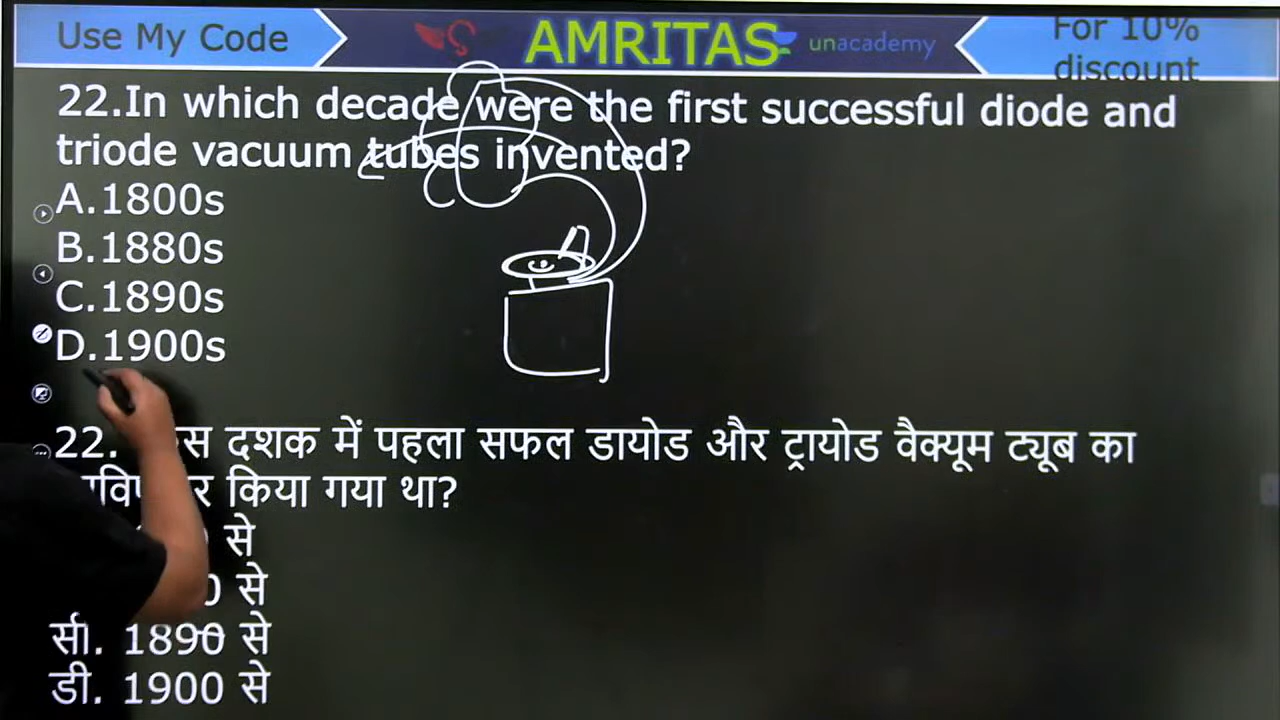 Use My Code
AMRITAS
unacademy
For 10%
discount
22.In which decade were the first successful diode and
triode vacuum tubes invented?
A.1800s
B.1880s
C.1890s
D.1900s
22. दशक में पहला सफल डायोड और ट्रायोड वैक्यूम ट्यूब का
किया गया था?
से
से
सी. 1890 से
डी. 1900 से